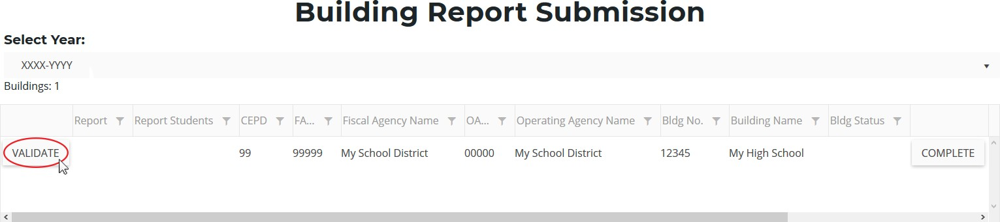 Building Report Submission
Select Year:
XXXX-YYYY
Buildings: 1
Report Report Students CEPD FA... Fiscal Agency Name OA... Operating Agency Name Bldg No. Building Name Bldg Status
VALIDATE 99 99999 My School District 00000 My School District 12345 My High School COMPLETE